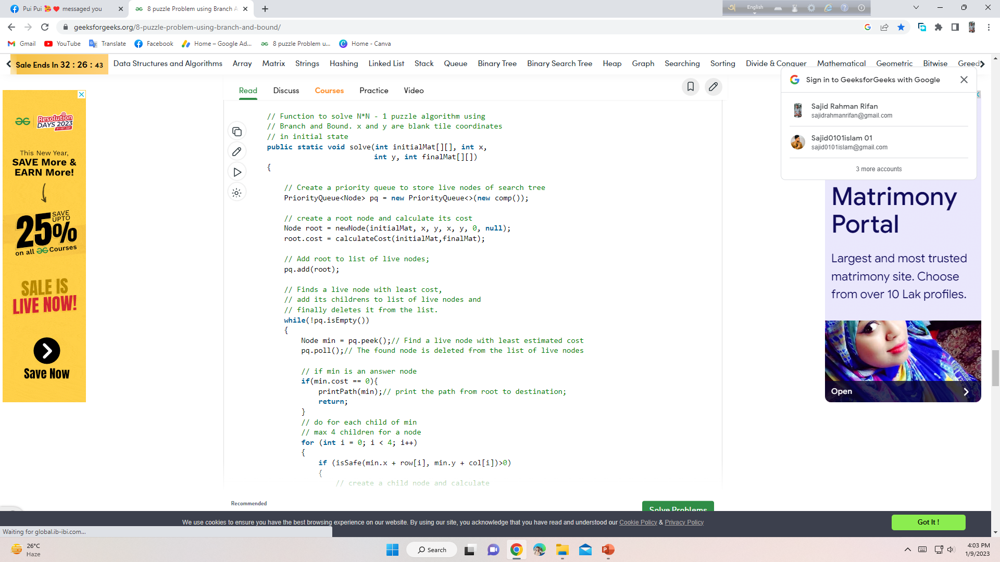 Pui Pui 🥰❤️ messaged you
8 puzzle Problem using Branch A
English
geeksforgeeks.org/8-puzzle-problem-using-branch-and-bound/
Gmail YouTube Translate Facebook Home – Google Ad... 8 puzzle Problem u... Home - Canva
Sale Ends In 32 : 26 : 43
Data Structures and Algorithms Array Matrix Strings Hashing Linked List Stack Queue Binary Tree Binary Search Tree Heap Graph Searching Sorting Divide & Conquer Mathematical Geometric Bitwise Greed
Read Discuss Courses Practice Video
Resolution
DAYS 2023
This New Year,
SAVE More &
EARN More!
SAVE
UPTO
25%
on all GG Courses
SALE IS
LIVE NOW!
Save Now
// Function to solve N*N - 1 puzzle algorithm using
// Branch and Bound. x and y are blank tile coordinates
// in initial state
public static void solve(int initialMat[][], int x,
int y, int finalMat[][])
{
// Create a priority queue to store live nodes of search tree
PriorityQueue<Node> pq = new PriorityQueue<>(new comp());
// create a root node and calculate its cost
Node root = newNode(initialMat, x, y, x, y, 0, null);
root.cost = calculateCost(initialMat,finalMat);
// Add root to list of live nodes;
pq.add(root);
// Finds a live node with least cost,
// add its childrens to list of live nodes and
// finally deletes it from the list.
while(!pq.isEmpty())
{
Node min = pq.peek();// Find a live node with least estimated cost
pq.poll();// The found node is deleted from the list of live nodes
// if min is an answer node
if(min.cost == 0){
printPath(min);// print the path from root to destination;
return;
}
// do for each child of min
// max 4 children for a node
for (int i = 0; i < 4; i++)
{
if (isSafe(min.x + row[i], min.y + col[i])>0)
{
// create a child node and calculate
Sign in to GeeksforGeeks with Google
Sajid Rahman Rifan
sajidrahmanrifan@gmail.com
Sajid0101islam 01
sajid0101islam@gmail.com
3 more accounts
Matrimony
Portal
Largest and most trusted
matrimony site. Choose
from over 10 Lak profiles.
Open
Recommended
Solve Problems
We use cookies to ensure you have the best browsing experience on our website. By using our site, you acknowledge that you have read and understood our Cookie Policy & Privacy Policy
Got It !
Waiting for global.ib-ibi.com...
26°C
Haze
Search
4:03 PM
1/9/2023